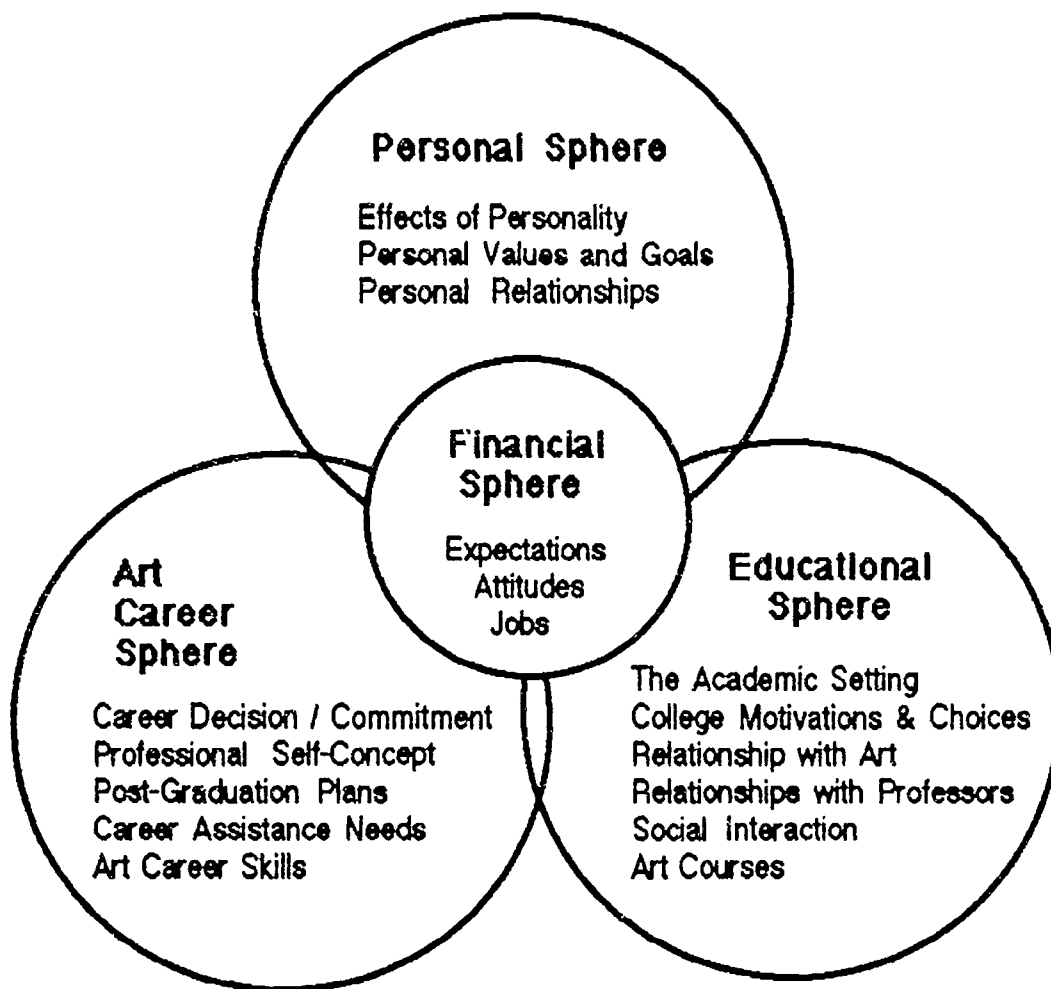 Personal Sphere
Effects of Personality
Personal Values and Goals
Personal Relationships
Financial
Sphere
Expectations
Attitudes
Jobs
Art
Career
Sphere
Career Decision / Commitment
Professional Self-Concept
Post-Graduation Plans
Career Assistance Needs
Art Career Skills
Educational
Sphere
The Academic Setting
College Motivations & Choices
Relationship with Art
Relationships with Professors
Social Interaction
Art Courses